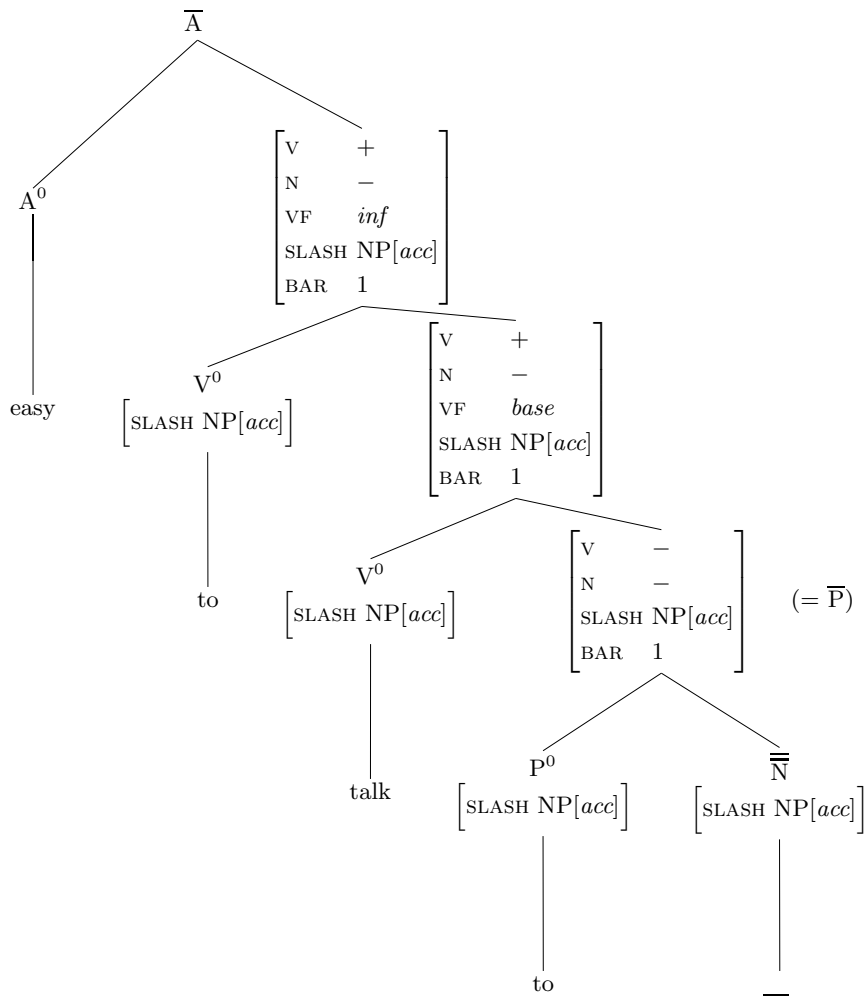 A̅
A⁰
V +
N −
VF inf
SLASH NP[acc]
BAR 1
easy
V⁰
[SLASH NP[acc]]
V +
N −
VF base
SLASH NP[acc]
BAR 1
to
V⁰
[SLASH NP[acc]]
V −
N −
SLASH NP[acc]
BAR 1
(= P̅)
talk
P⁰
[SLASH NP[acc]]
N̿
[SLASH NP[acc]]
to
__